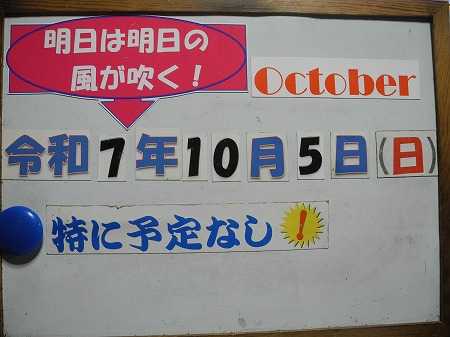 明日は明日の
風が吹く！
October
令和7年10月5日(日)
特に予定なし！